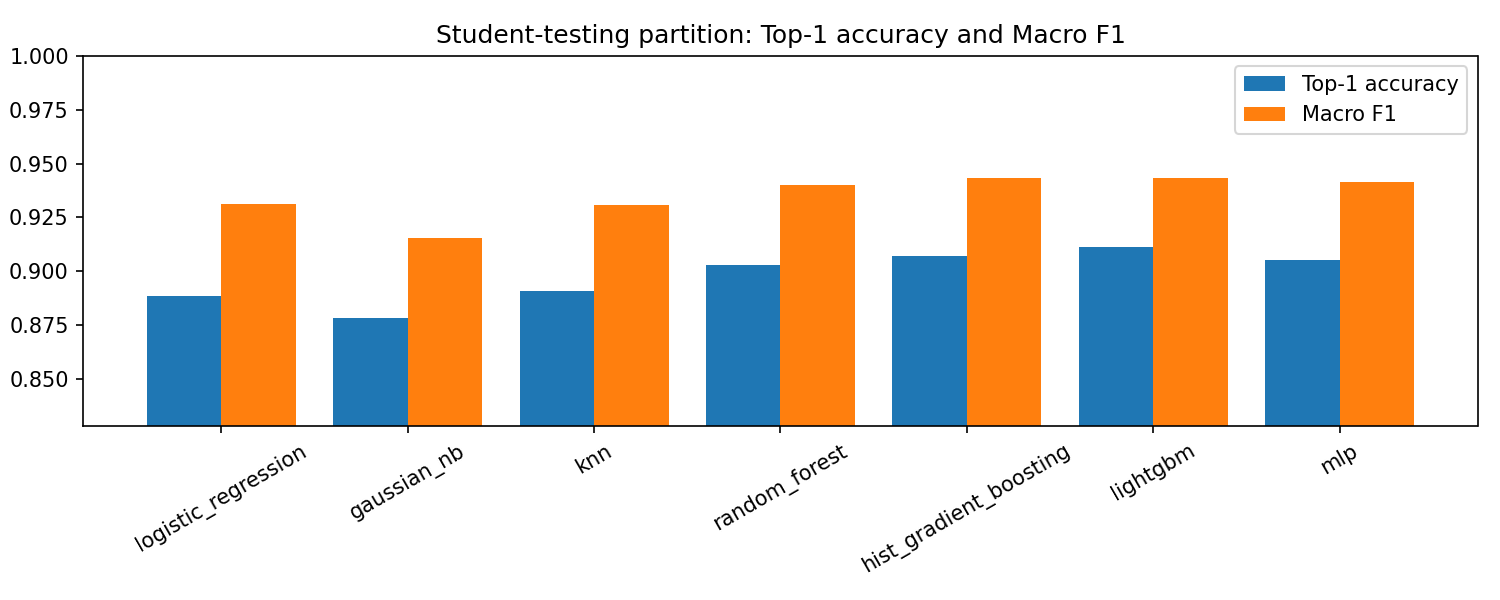 Student-testing partition: Top-1 accuracy and Macro F1
1.000
0.975
0.950
0.925
0.900
0.875
0.850
Top-1 accuracy
Macro F1
logistic_regression
gaussian_nb
knn
random_forest
hist_gradient_boosting
lightgbm
mlp